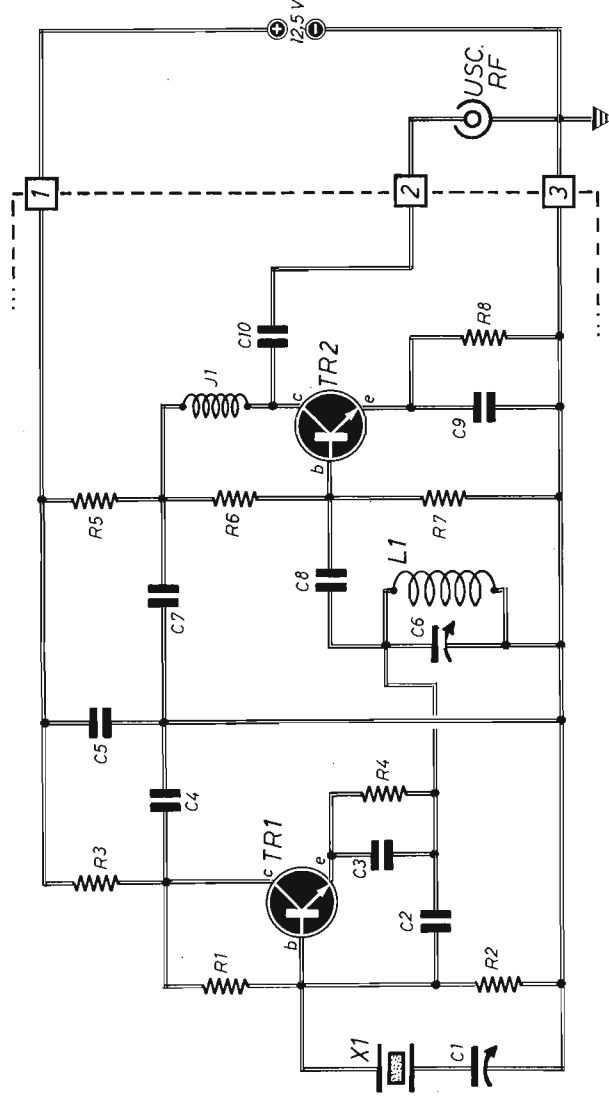 X1
C1
R1
R2
b
c
e
TR1
R3
C2
C3
R4
C4
C5
C7
C8
C6
L1
R5
R6
R7
b
c
e
TR2
J1
C10
C9
R8
1
2
3
+
12,5 V
−
USC.
RF